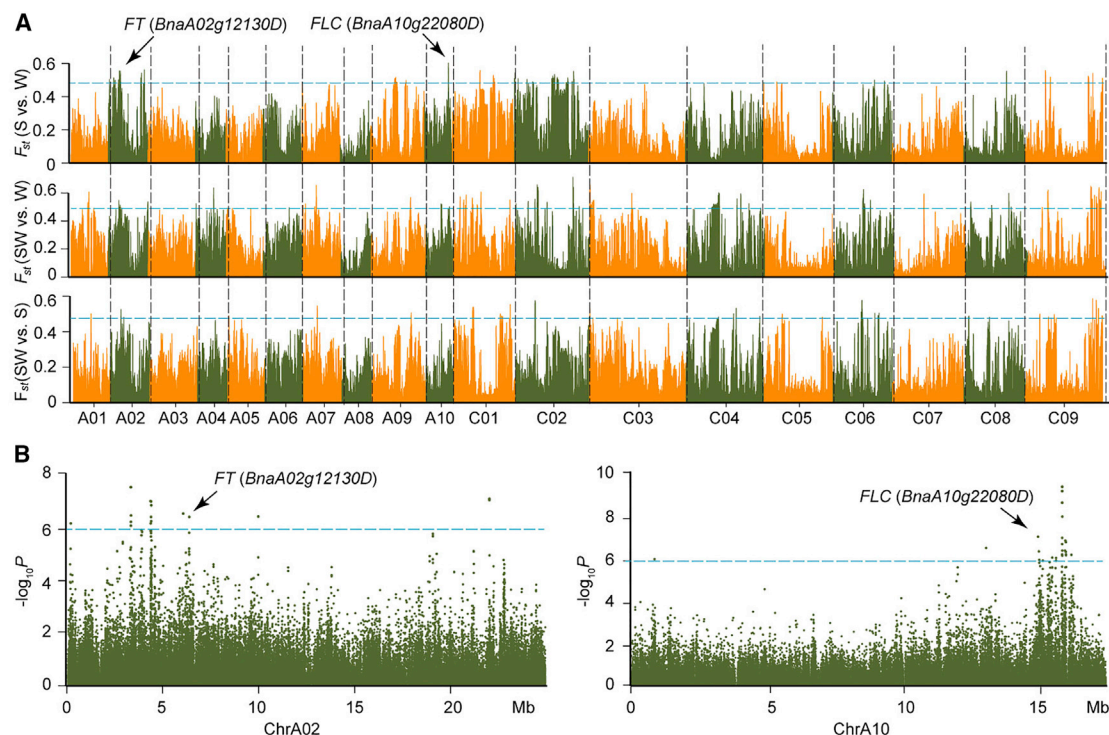 A
FT (BnaA02g12130D) FLC (BnaA10g22080D)
Fst (S vs. W)
0.6
0.4
0.2
0
Fst (SW vs. W)
0.6
0.4
0.2
0
Fst (SW vs. S)
0.6
0.4
0.2
0
A01 A02 A03 A04 A05 A06 A07 A08 A09 A10 C01 C02 C03 C04 C05 C06 C07 C08 C09
B
-log10P
8
6
4
2
0
FT (BnaA02g12130D)
0 5 10 15 20 Mb
ChrA02
-log10P
10
8
6
4
2
0
FLC (BnaA10g22080D)
0 5 10 15 Mb
ChrA10